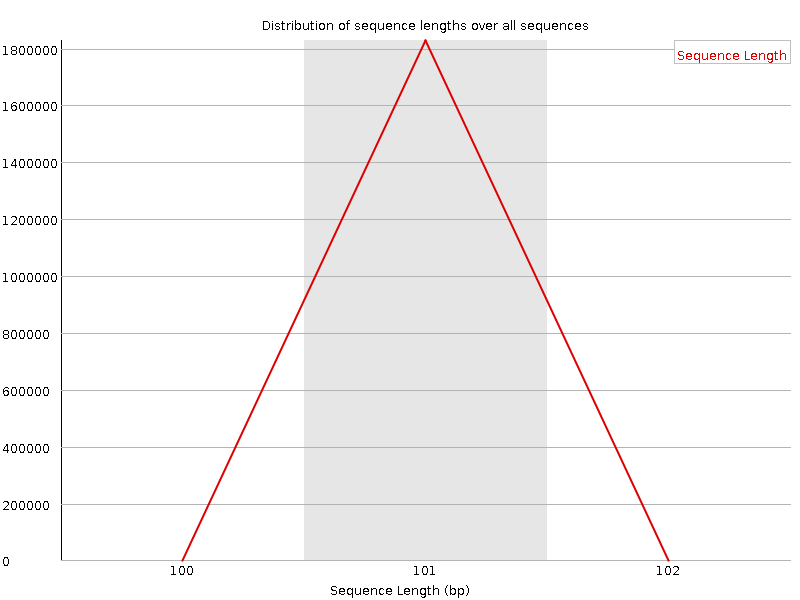 Distribution of sequence lengths over all sequences
Sequence Length
1800000
1600000
1400000
1200000
1000000
800000
600000
400000
200000
0
100 101 102
Sequence Length (bp)